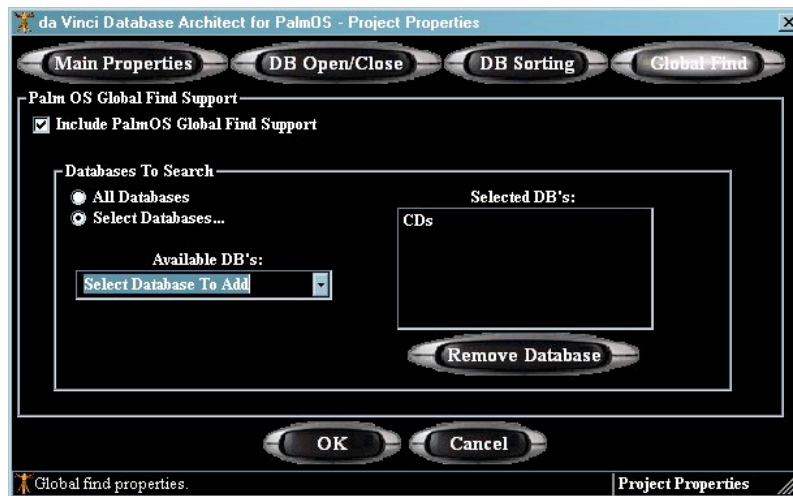 da Vinci Database Architect for PalmOS - Project Properties
Main Properties DB Open/Close DB Sorting Global Find
Palm OS Global Find Support
Include PalmOS Global Find Support
Databases To Search
All Databases
Select Databases...
Available DB's:
Select Database To Add
Selected DB's:
CDs
Remove Database
OK Cancel
Global find properties. Project Properties